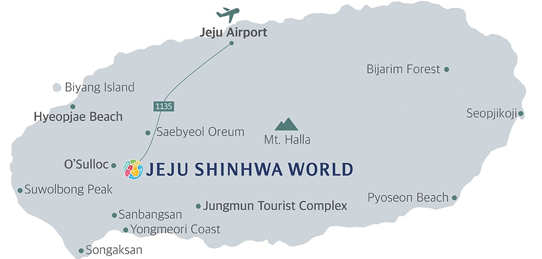 Jeju Airport
Bijarim Forest
Biyang Island
Hyeopjae Beach
1135
Seopjikoji
Saebyeol Oreum
Mt. Halla
O'Sulloc
JEJU SHINHWA WORLD
Suwolbong Peak
Pyoseon Beach
Jungmun Tourist Complex
Sanbangsan
Yongmeori Coast
Songaksan